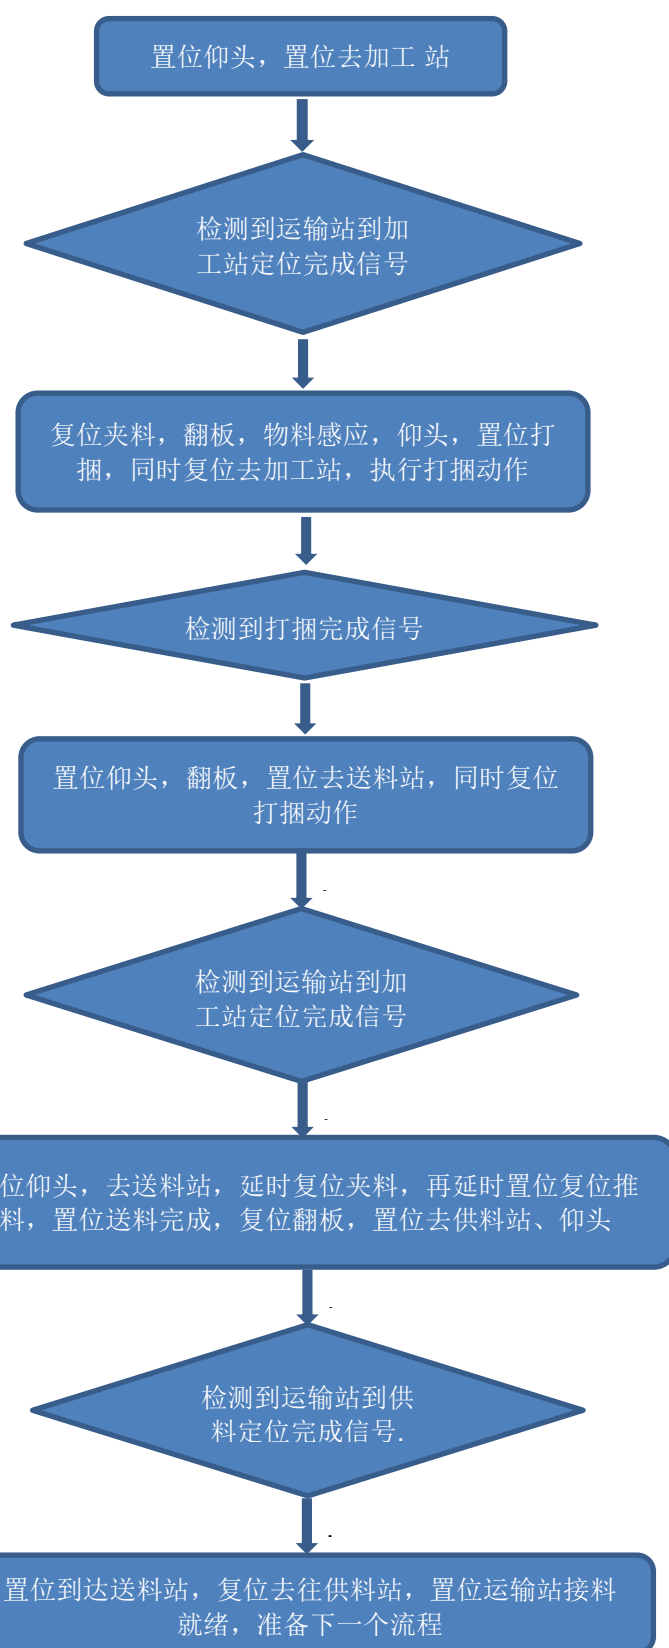 置位仰头，置位去加工 站
检测到运输站到加
工站定位完成信号
复位夹料，翻板，物料感应，仰头，置位打
捆，同时复位去加工站，执行打捆动作
检测到打捆完成信号
置位仰头，翻板，置位去送料站，同时复位
打捆动作
检测到运输站到加
工站定位完成信号
位仰头，去送料站，延时复位夹料，再延时置位复位推
料，置位送料完成，复位翻板，置位去供料站、仰头
检测到运输站到供
料定位完成信号.
置位到达送料站，复位去往供料站，置位运输站接料
就绪，准备下一个流程